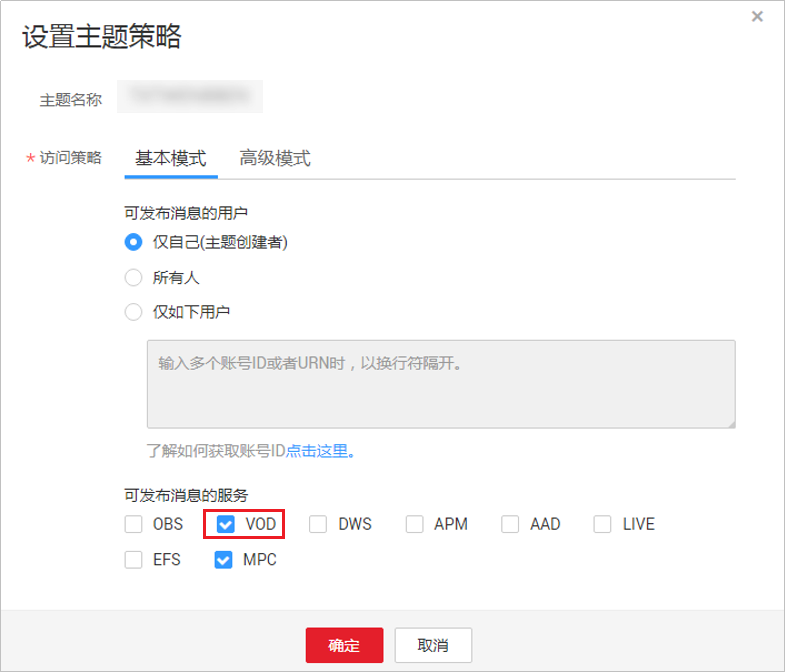 设置主题策略
主题名称
* 访问策略 基本模式 高级模式
可发布消息的用户
仅自己(主题创建者)
所有人
仅如下用户
输入多个账号ID或者URN时，以换行符隔开。
了解如何获取账号ID点击这里。
可发布消息的服务
OBS VOD DWS APM AAD LIVE
EFS MPC
确定 取消